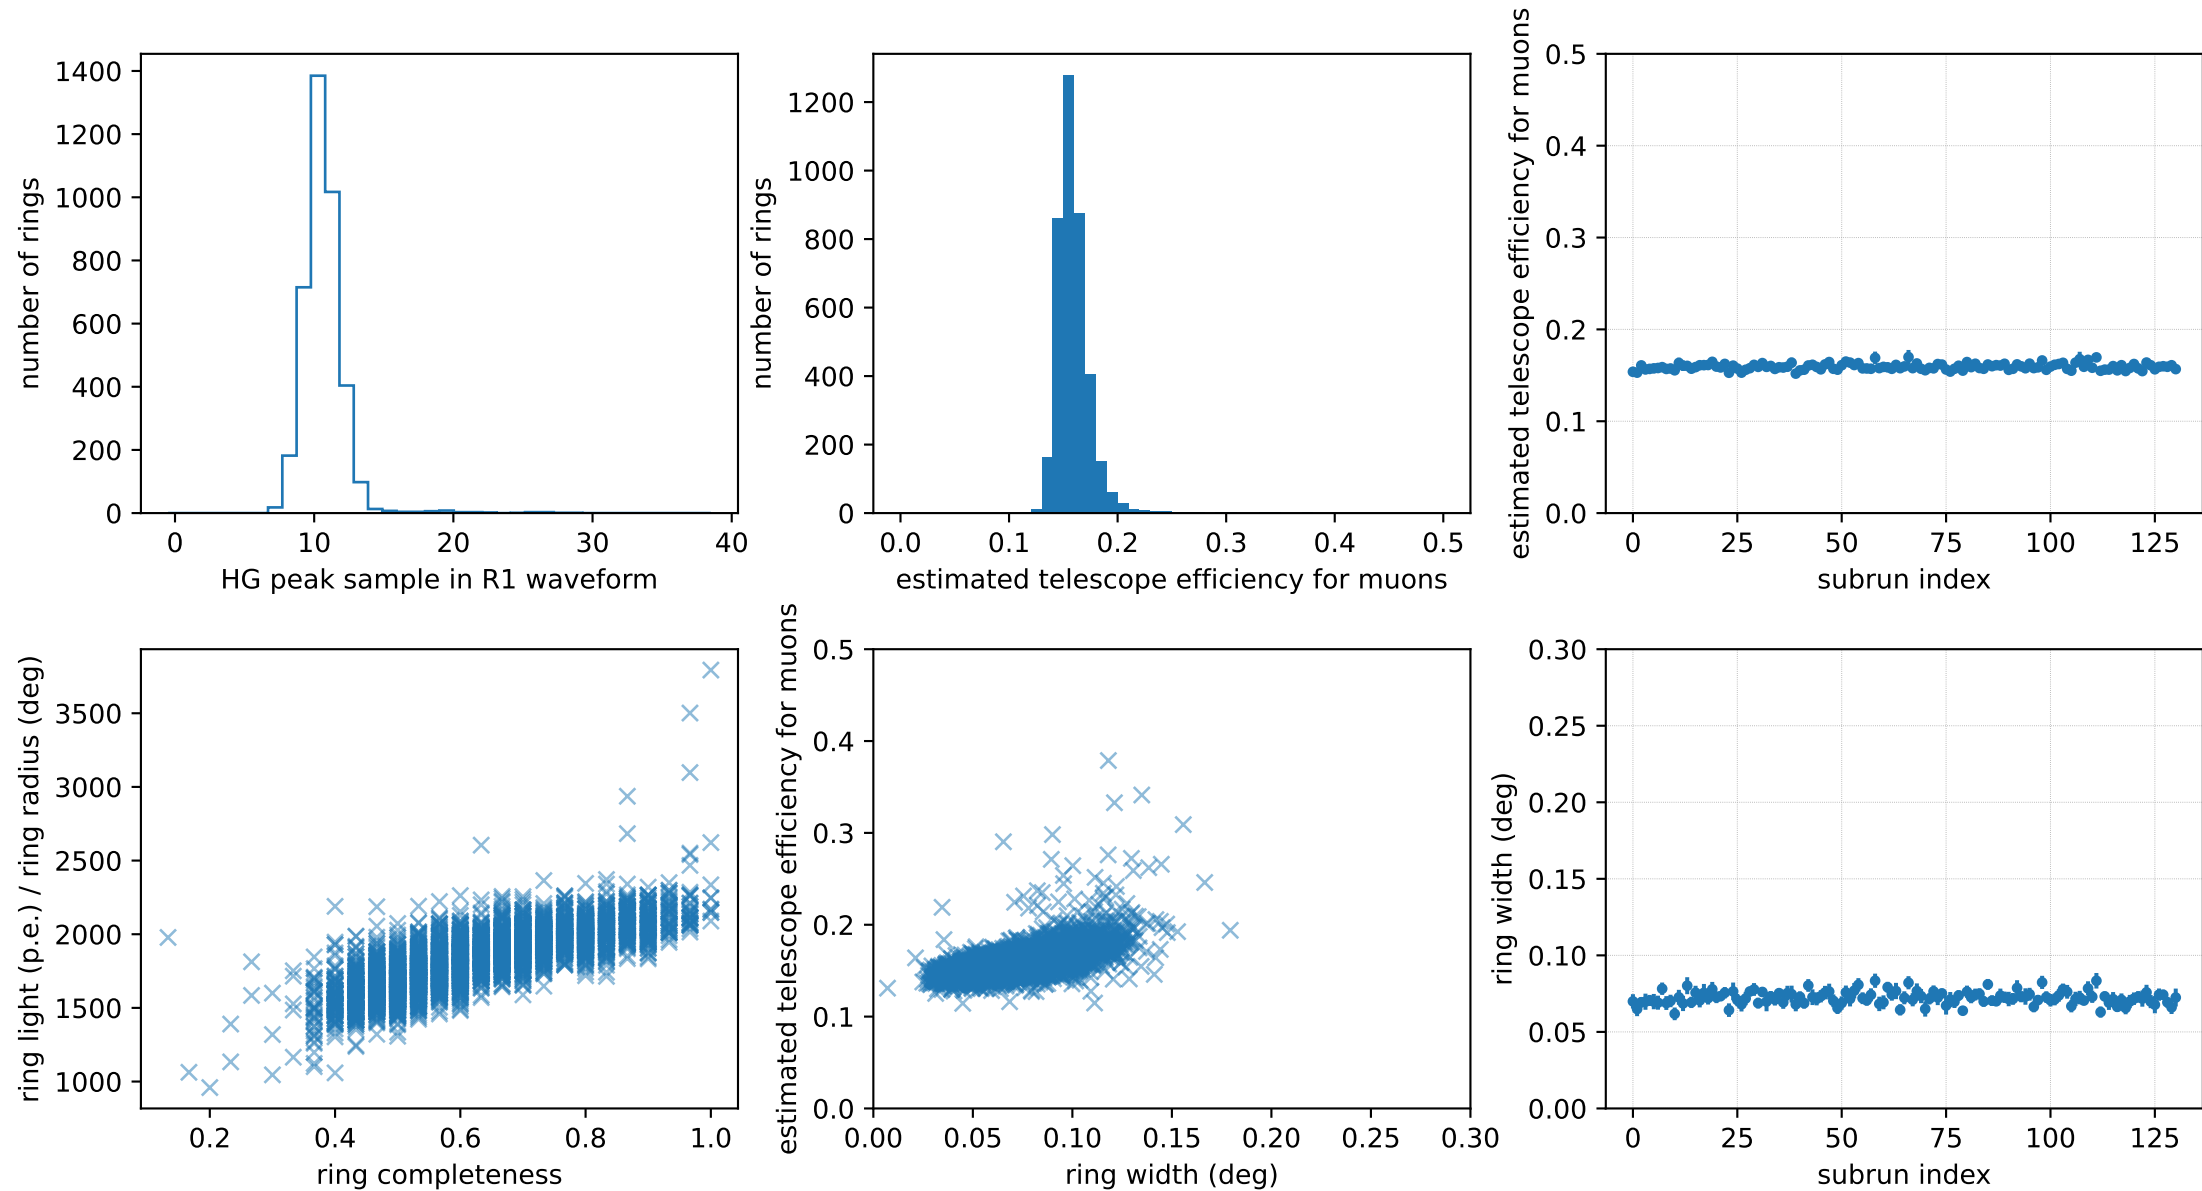 number of rings
1400
1200
1000
800
600
400
200
0
0 10 20 30 40
HG peak sample in R1 waveform
number of rings
1200
1000
800
600
400
200
0
0.0 0.1 0.2 0.3 0.4 0.5
estimated telescope efficiency for muons
estimated telescope efficiency for muons
0.5
0.4
0.3
0.2
0.1
0.0
0 25 50 75 100 125
subrun index
ring light (p.e.) / ring radius (deg)
3500
3000
2500
2000
1500
1000
0.2 0.4 0.6 0.8 1.0
ring completeness
estimated telescope efficiency for muons
0.5
0.4
0.3
0.2
0.1
0.0
0.00 0.05 0.10 0.15 0.20 0.25 0.30
ring width (deg)
ring width (deg)
0.30
0.25
0.20
0.15
0.10
0.05
0.00
0 25 50 75 100 125
subrun index